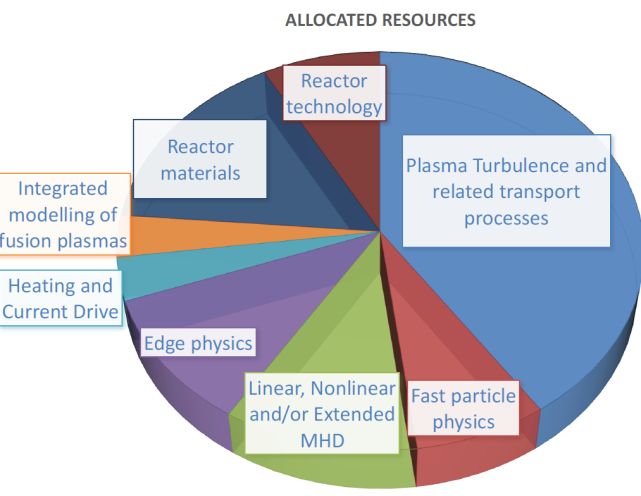 ALLOCATED RESOURCES
Reactor
technology
Plasma Turbulence and
related transport
processes
Reactor
materials
Integrated
modelling of
fusion plasmas
Heating and
Current Drive
Edge physics
Linear, Nonlinear
and/or Extended
MHD
Fast particle
physics